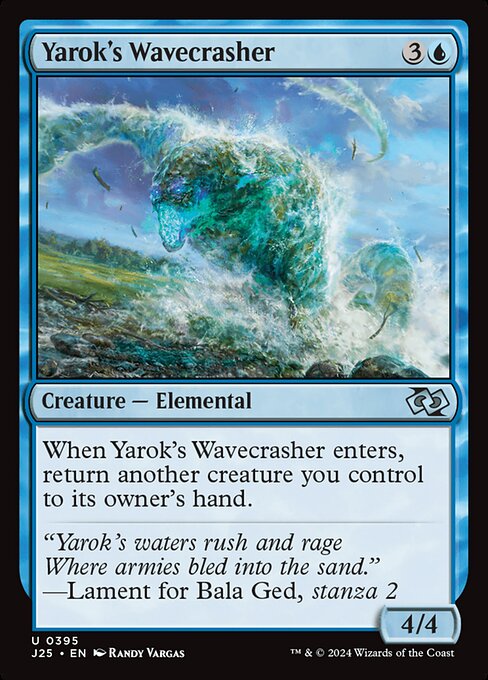 Yarok's Wavecrasher 3
Creature — Elemental
When Yarok's Wavecrasher enters,
return another creature you control
to its owner's hand.
"Yarok's waters rush and rage
Where armies bled into the sand."
—Lament for Bala Ged, stanza 2
4/4
U 0395
J25 • EN RANDY VARGAS
™ & © 2024 Wizards of the Coast